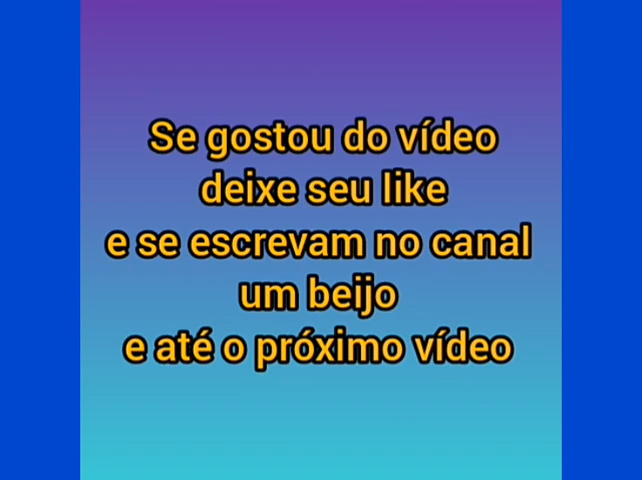 Se gostou do vídeo
deixe seu like
e se escrevam no canal
um beijo
e até o próximo vídeo